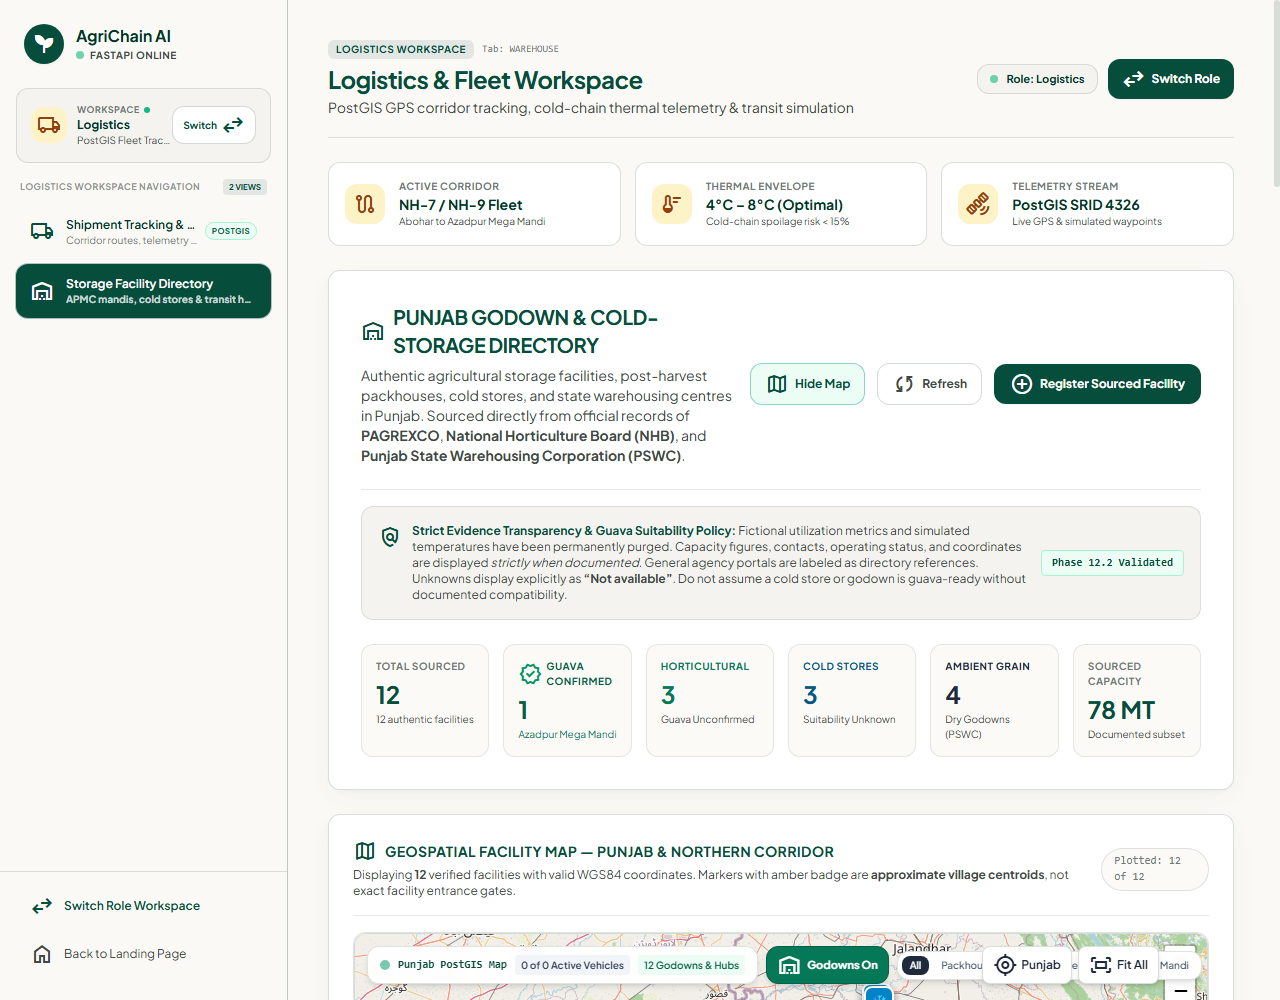 AgriChain AI
FASTAPI ONLINE
WORKSPACE
Logistics
PostGIS Fleet Trac...
Switch
LOGISTICS WORKSPACE NAVIGATION
2 VIEWS
Shipment Tracking & ...
Corridor routes, telemetry ...
POSTGIS
Storage Facility Directory
APMC mandis, cold stores & transit h...
Switch Role Workspace
Back to Landing Page
LOGISTICS WORKSPACE
Tab: WAREHOUSE
Logistics & Fleet Workspace
PostGIS GPS corridor tracking, cold-chain thermal telemetry & transit simulation
Role: Logistics
Switch Role
ACTIVE CORRIDOR
NH-7 / NH-9 Fleet
Abohar to Azadpur Mega Mandi
THERMAL ENVELOPE
4°C – 8°C (Optimal)
Cold-chain spoilage risk < 15%
TELEMETRY STREAM
PostGIS SRID 4326
Live GPS & simulated waypoints
PUNJAB GODOWN & COLD-
STORAGE DIRECTORY
Authentic agricultural storage facilities, post-harvest
packhouses, cold stores, and state warehousing centres
in Punjab. Sourced directly from official records of
PAGREXCO, National Horticulture Board (NHB), and
Punjab State Warehousing Corporation (PSWC).
Hide Map
Refresh
Register Sourced Facility
Strict Evidence Transparency & Guava Suitability Policy: Fictional utilization metrics and simulated
temperatures have been permanently purged. Capacity figures, contacts, operating status, and coordinates
are displayed strictly when documented. General agency portals are labeled as directory references.
Unknowns display explicitly as “Not available”. Do not assume a cold store or godown is guava-ready without
documented compatibility.
Phase 12.2 Validated
TOTAL SOURCED
12
12 authentic facilities
GUAVA
CONFIRMED
1
Azadpur Mega Mandi
HORTICULTURAL
3
Guava Unconfirmed
COLD STORES
3
Suitability Unknown
AMBIENT GRAIN
4
Dry Godowns
(PSWC)
SOURCED
CAPACITY
78 MT
Documented subset
GEOSPATIAL FACILITY MAP — PUNJAB & NORTHERN CORRIDOR
Displaying 12 verified facilities with valid WGS84 coordinates. Markers with amber badge are approximate village centroids, not
exact facility entrance gates.
Plotted: 12
of 12
Jalandhar
Punjab PostGIS Map
0 of 0 Active Vehicles
12 Godowns & Hubs
Godowns On
All
Packhou
Punjab
Fit All
Mandi
گوجره
قصور